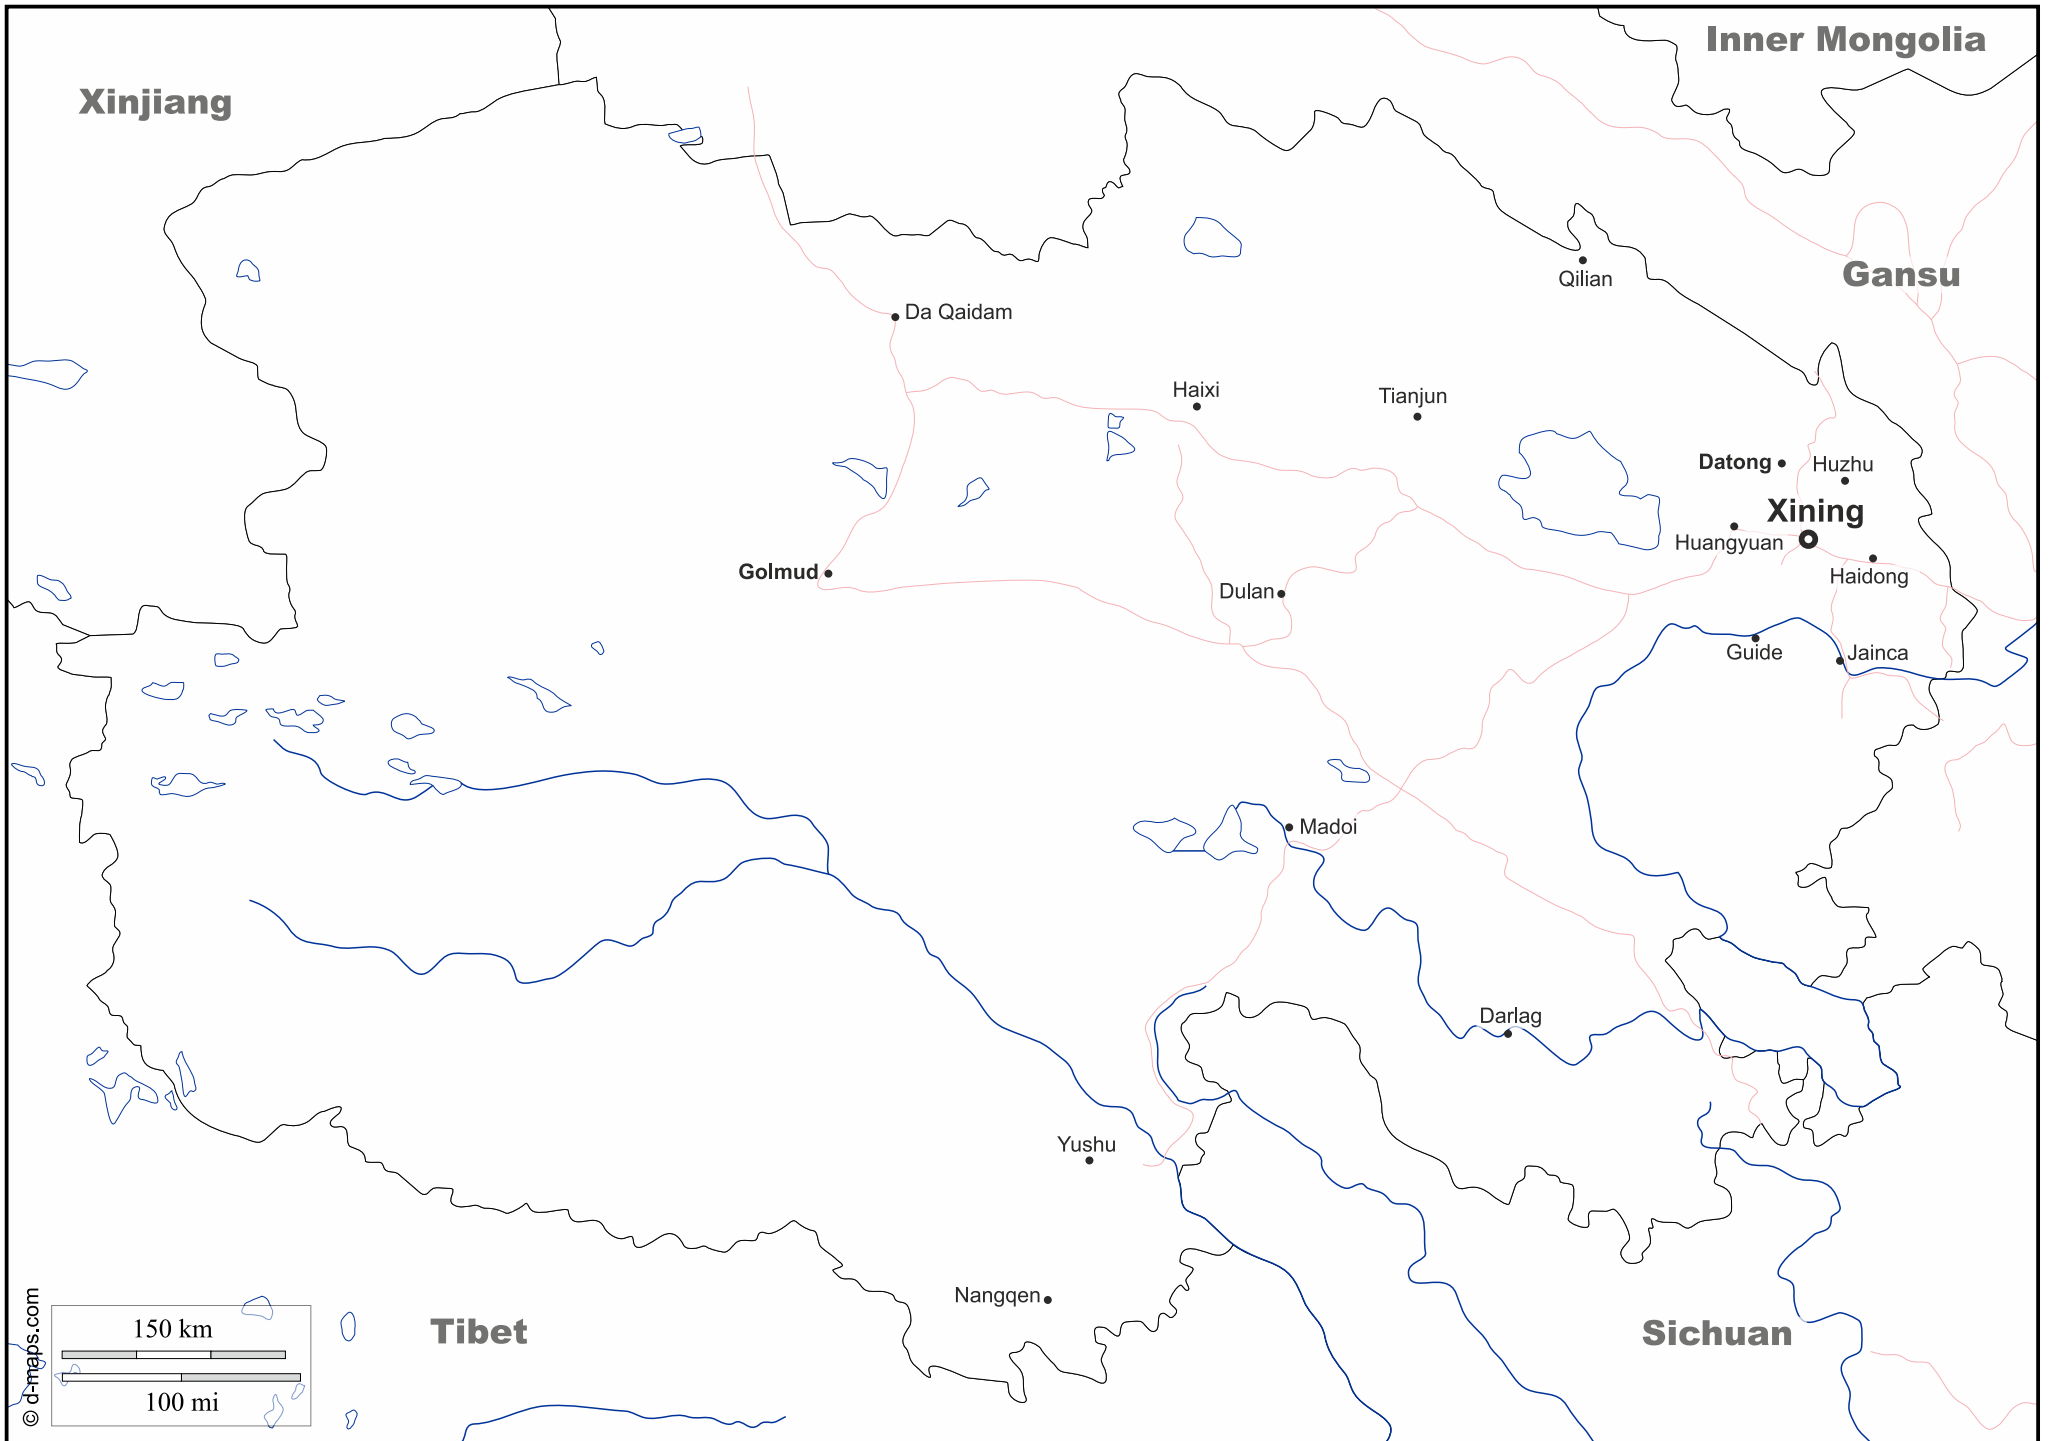 Inner Mongolia
Xinjiang
Gansu
Qilian
Da Qaidam
Haixi
Tianjun
Datong
Huzhu
Xining
Huangyuan
Golmud
Haidong
Dulan
Guide
Jainca
Madoi
Darlag
Yushu
Nangqen
Tibet
Sichuan
150 km
100 mi
© d-maps.com